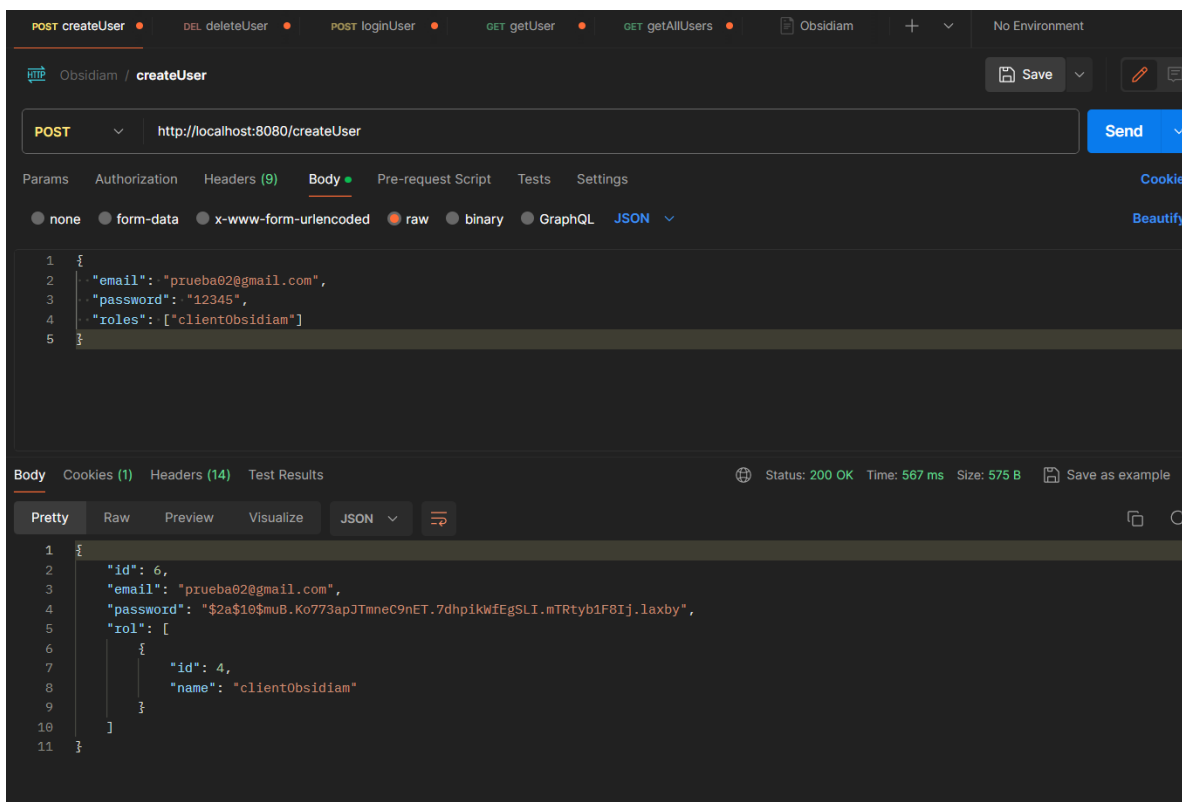 POST createUser DEL deleteUser POST loginUser GET getUser GET getAllUsers Obsidiam No Environment
HTTP Obsidiam / createUser Save
POST http://localhost:8080/createUser Send
Params Authorization Headers (9) Body Pre-request Script Tests Settings Cookie
none form-data x-www-form-urlencoded raw binary GraphQL JSON Beautify
1 {
2 "email": "prueba02@gmail.com",
3 "password": "12345",
4 "roles": ["clientObsidiam"]
5 }
Body Cookies (1) Headers (14) Test Results Status: 200 OK Time: 567 ms Size: 575 B Save as example
Pretty Raw Preview Visualize JSON
1 {
2 "id": 6,
3 "email": "prueba02@gmail.com",
4 "password": "$2a$10$muB.Ko773apJTmneC9nET.7dhpikWfEgSLI.mTRtyb1F8Ij.laxby",
5 "rol": [
6 {
7 "id": 4,
8 "name": "clientObsidiam"
9 }
10 ]
11 }